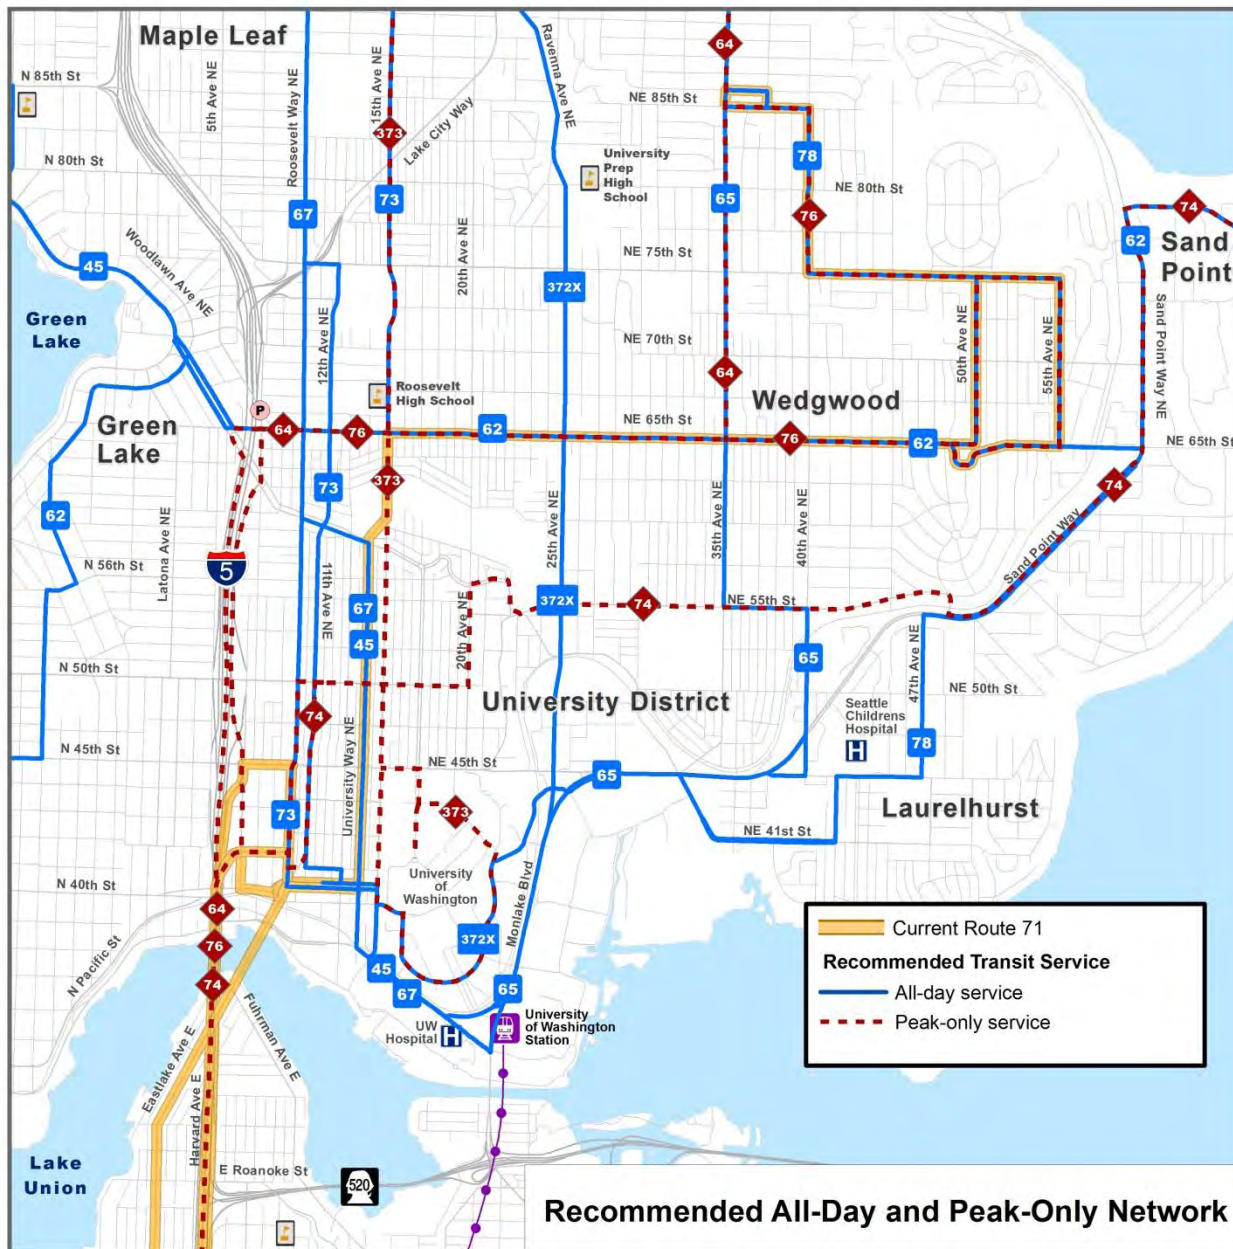 Maple Leaf
N 85th St
5th Ave NE
Roosevelt Way NE
15th Ave NE
373
Lake City Way
Ravenna Ave NE
64
NE 85th St
N 80th St
67
73
20th Ave NE
University
Prep
High
School
78
NE 80th St
65
76
74
62
Sand
Point
45
Woodlawn Ave NE
NE 75th St
372X
Green
Lake
12th Ave NE
NE 70th St
64
50th Ave NE
55th Ave NE
Sand Point Way NE
P
Roosevelt
High School
Wedgwood
Green
Lake
64
76
62
NE 65th St
76
62
NE 65th St
73
373
74
62
Latona Ave NE
25th Ave NE
35th Ave NE
40th Ave NE
Sand Point Way
5
N 56th St
11th Ave NE
67
45
20th Ave NE
372X
74
NE 55th St
65
47th Ave NE
N 50th St
74
University District
NE 50th St
Seattle
Childrens
Hospital
H
78
N 45th St
University Way NE
NE 45th St
65
73
373
NE 41st St
Laurelhurst
N 40th St
University
of
Washington
Monlake Blvd
64
76
74
N Pacific St
372X
45
67
65
UW
Hospital
H
University
of Washington
Station
Fuhrman Ave E
Eastlake Ave E
Harvard Ave E
Lake
Union
E Roanoke St
520
Current Route 71
Recommended Transit Service
All-day service
Peak-only service
Recommended All-Day and Peak-Only Network